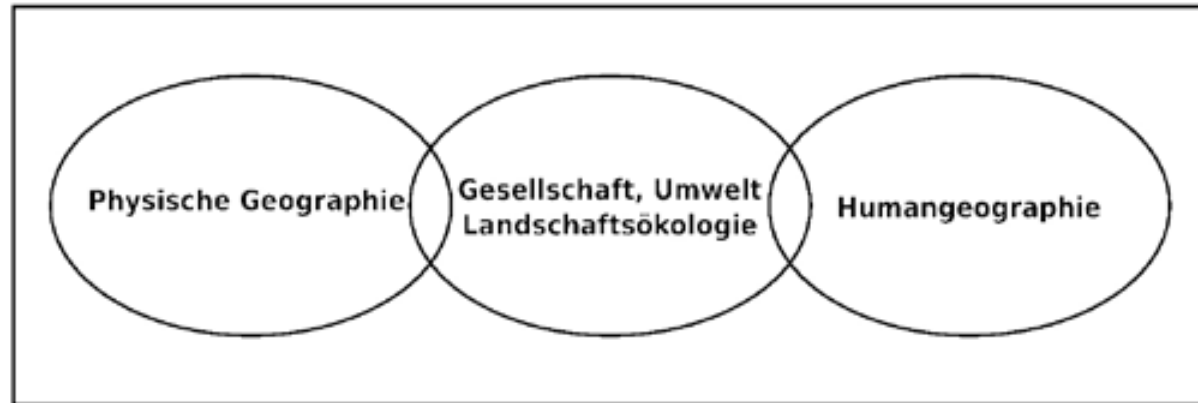 Physische Geographie
Gesellschaft, Umwelt
Landschaftsökologie
Humangeographie